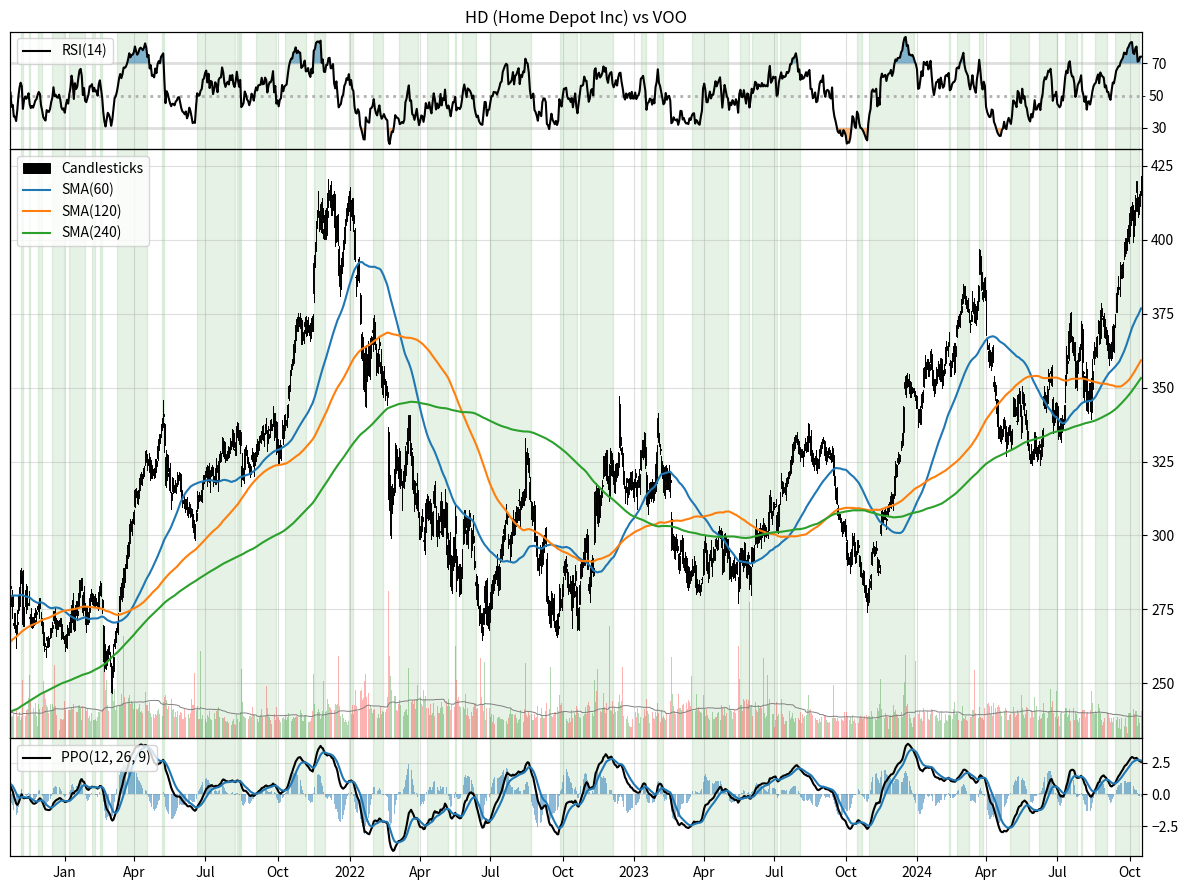 HD (Home Depot Inc) vs VOO
RSI(14)
70
50
30
Candlesticks
SMA(60)
SMA(120)
SMA(240)
425
400
375
350
325
300
275
250
PPO(12, 26, 9)
2.5
0.0
−2.5
Jan Apr Jul Oct 2022 Apr Jul Oct 2023 Apr Jul Oct 2024 Apr Jul Oct